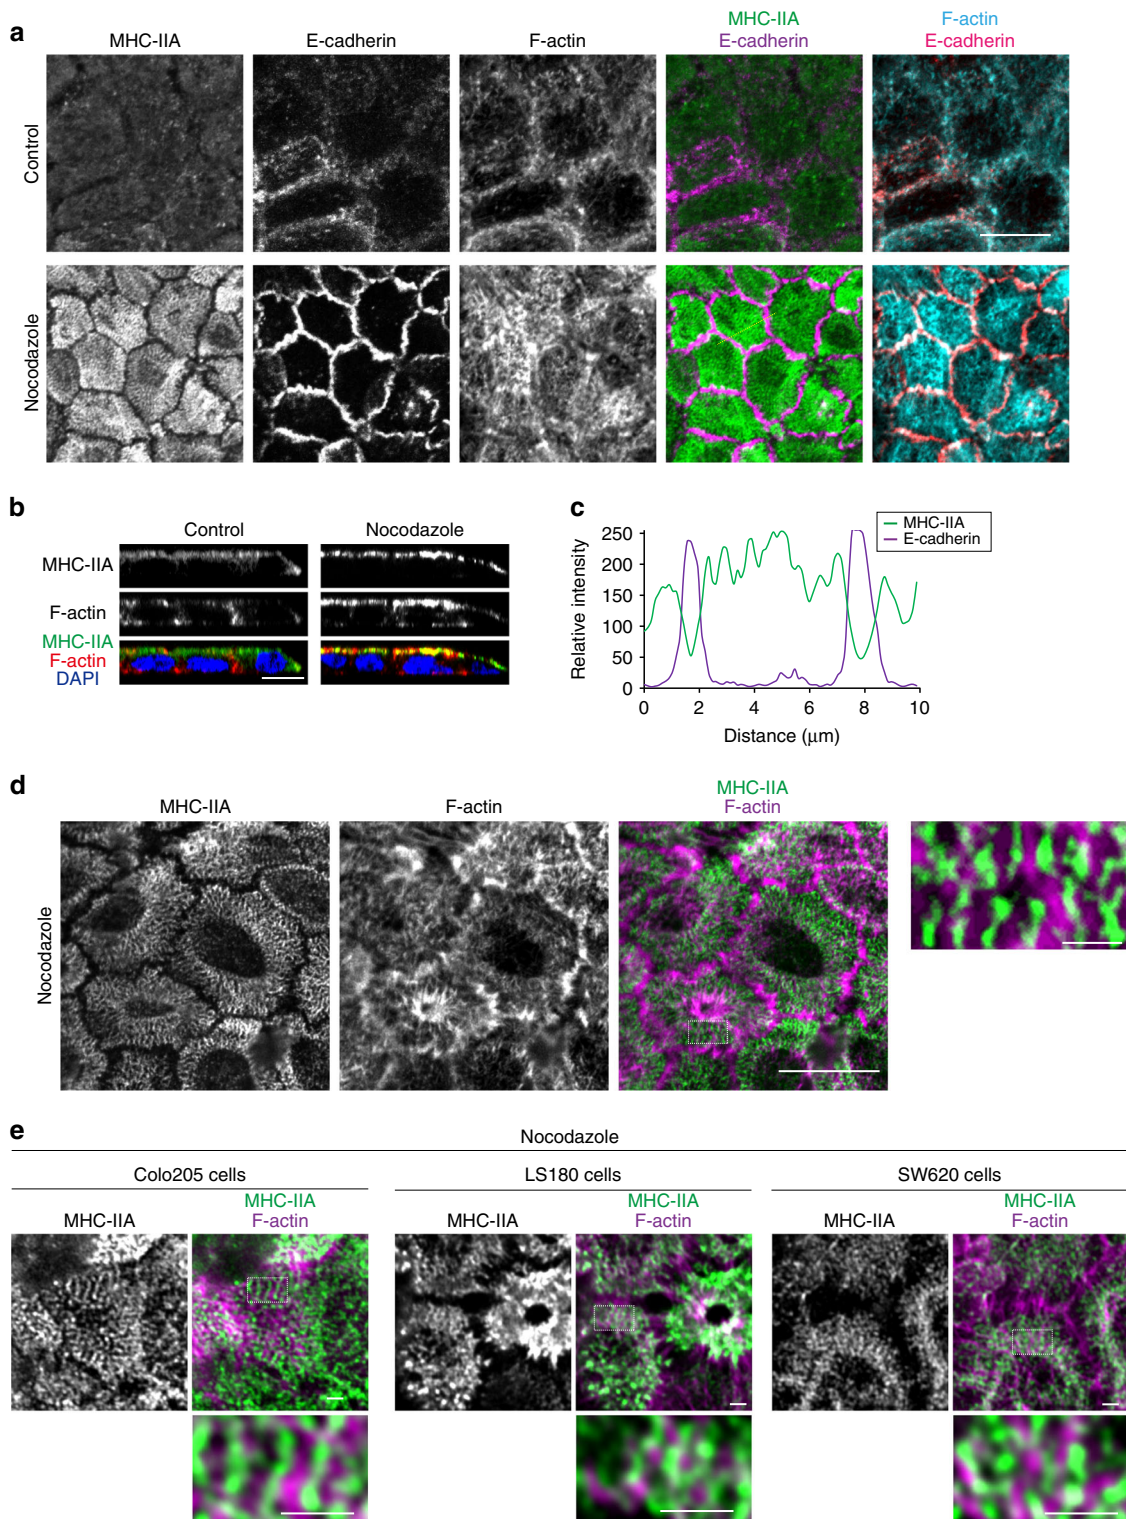 a
MHC-IIA
E-cadherin
F-actin
MHC-IIA
E-cadherin
F-actin
E-cadherin
Control
Nocodazole
b
Control
Nocodazole
MHC-IIA
F-actin
MHC-IIA
F-actin
DAPI
c
MHC-IIA
E-cadherin
Relative intensity
250
200
150
100
50
0
0 2 4 6 8 10
Distance (μm)
d
MHC-IIA
F-actin
MHC-IIA
F-actin
Nocodazole
e
Nocodazole
Colo205 cells
LS180 cells
SW620 cells
MHC-IIA
MHC-IIA
F-actin
MHC-IIA
MHC-IIA
F-actin
MHC-IIA
MHC-IIA
F-actin